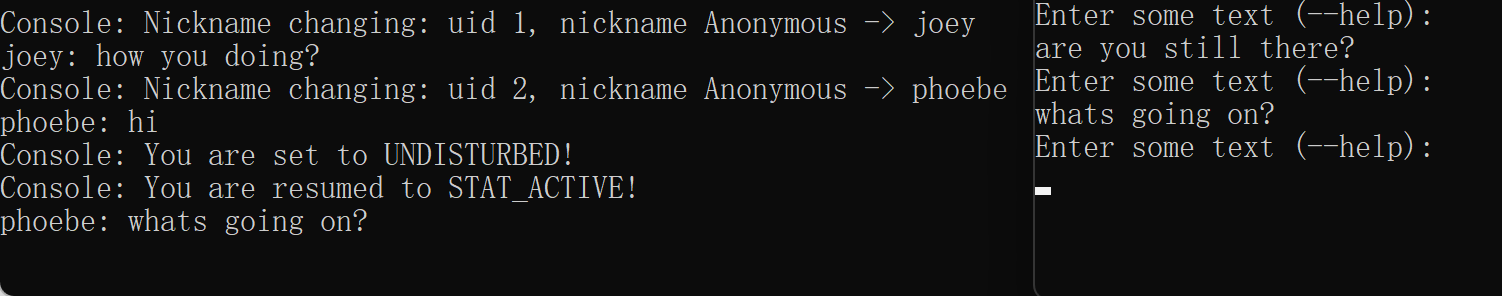 Console: Nickname changing: uid 1, nickname Anonymous -> joey
joey: how you doing?
Console: Nickname changing: uid 2, nickname Anonymous -> phoebe
phoebe: hi
Console: You are set to UNDISTURBED!
Console: You are resumed to STAT_ACTIVE!
phoebe: whats going on?
Enter some text (--help):
are you still there?
Enter some text (--help):
whats going on?
Enter some text (--help):